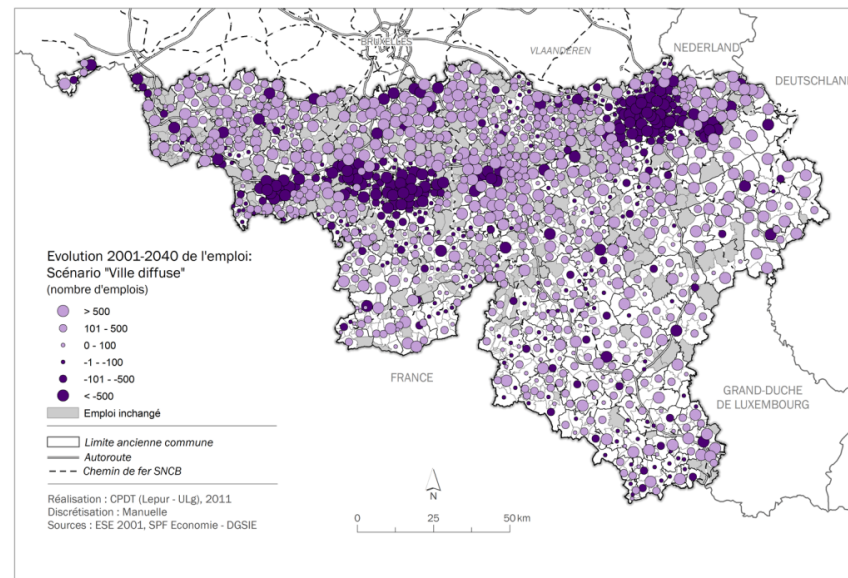 BRUXELLES
VLAANDEREN
NEDERLAND
DEUTSCHLAND
Evolution 2001-2040 de l'emploi:
Scénario "Ville diffuse"
(nombre d'emplois)
> 500
101 - 500
0 - 100
-1 - -100
-101 - -500
< -500
Emploi inchangé
Limite ancienne commune
Autoroute
Chemin de fer SNCB
Réalisation : CPDT (Lepur - ULg), 2011
Discrétisation : Manuelle
Sources : ESE 2001, SPF Economie - DGSIE
FRANCE
GRAND-DUCHE
DE LUXEMBOURG
N
0 25 50 km